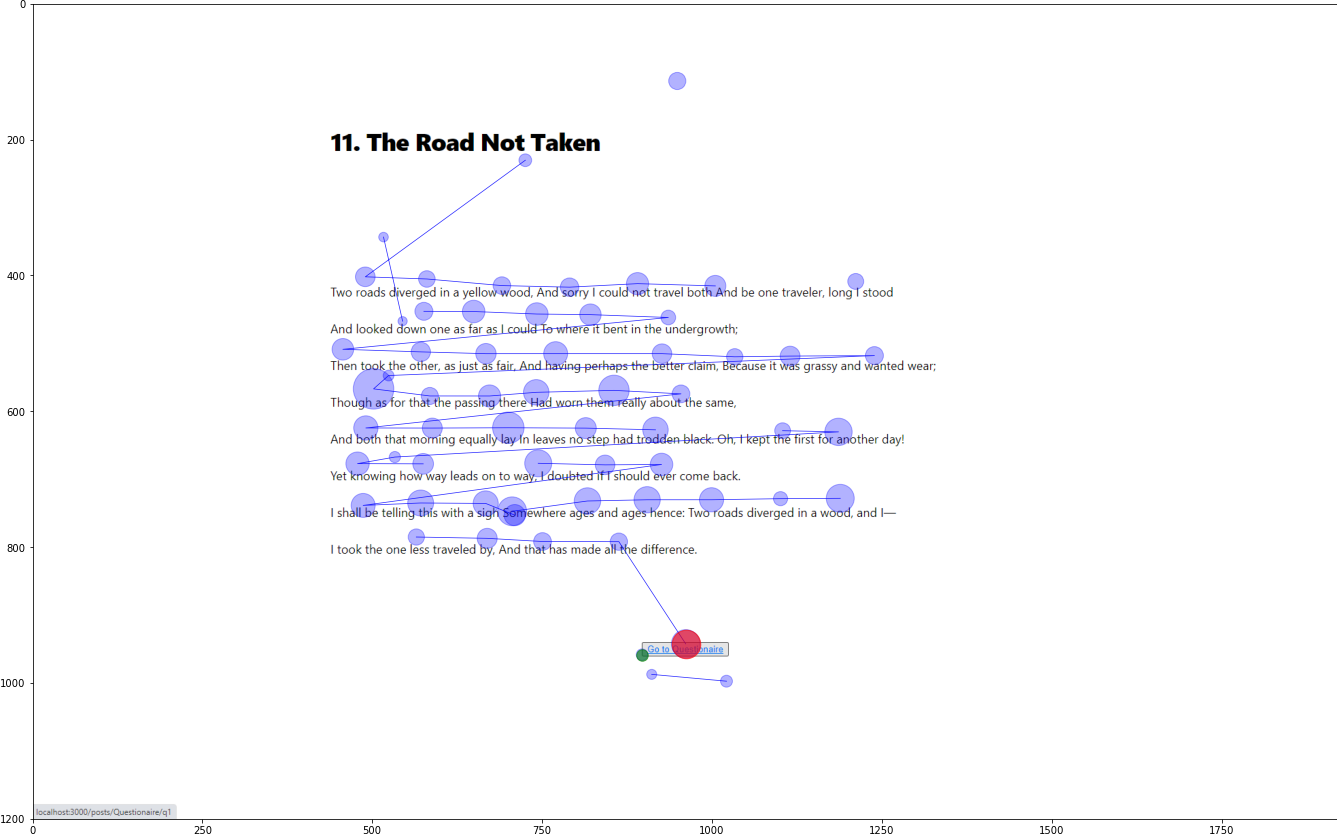 0
200
11. The Road Not Taken
400
Two roads diverged in a yellow wood, And sorry I could not travel both And be one traveler, long I stood
And looked down one as far as I could To where it bent in the undergrowth;
Then took the other, as just as fair, And having perhaps the better claim, Because it was grassy and wanted wear;
Though as for that the passing there Had worn them really about the same,
600
And both that morning equally lay In leaves no step had trodden black. Oh, I kept the first for another day!
Yet knowing how way leads on to way, I doubted if I should ever come back.
I shall be telling this with a sigh Somewhere ages and ages hence: Two roads diverged in a wood, and I—
800
I took the one less traveled by, And that has made all the difference.
Go to Questionaire
1000
localhost:3000/posts/Questionaire/q1
1200
0 250 500 750 1000 1250 1500 1750